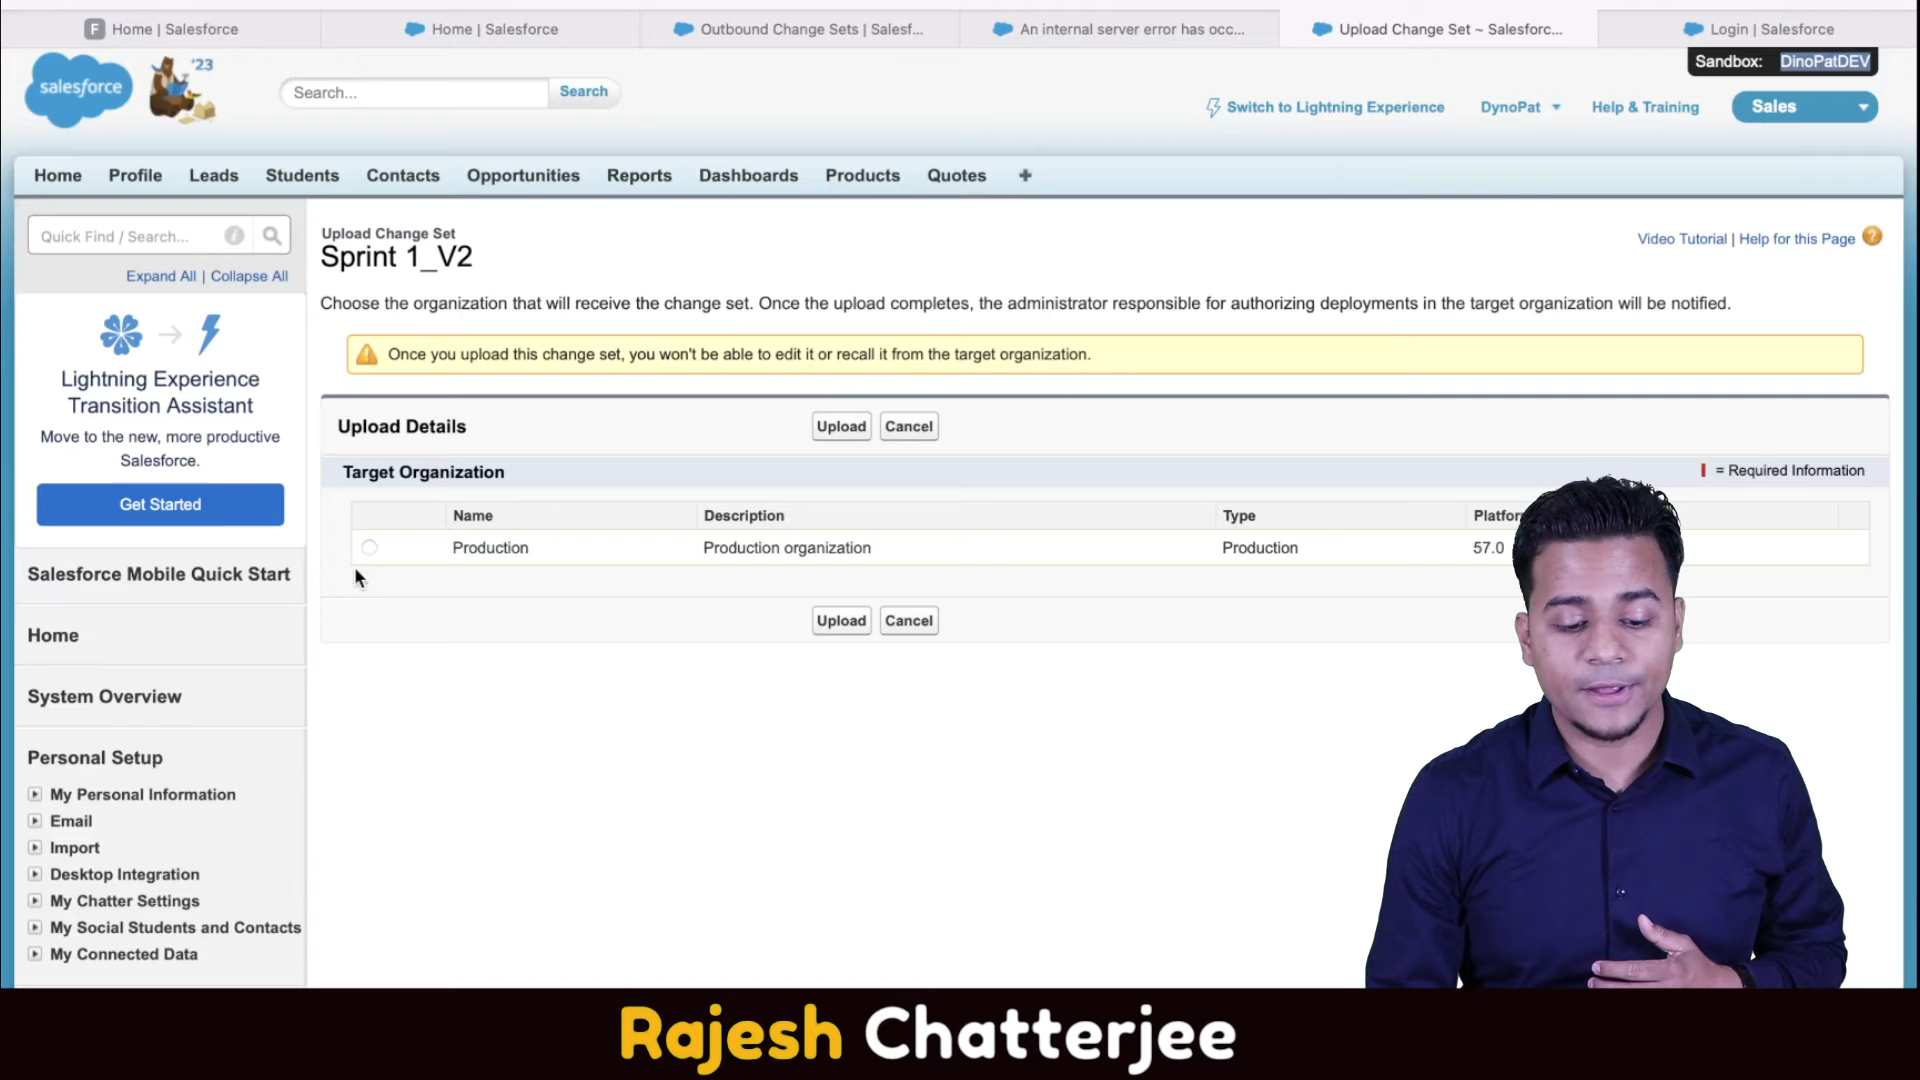 F Home | Salesforce
Home | Salesforce
Outbound Change Sets | Salesf...
An internal server error has occ...
Upload Change Set ~ Salesforc...
Login | Salesforce
salesforce
'23
Search...
Search
Sandbox: DinoPatDEV
Switch to Lightning Experience
DynoPat
Help & Training
Sales
Home
Profile
Leads
Students
Contacts
Opportunities
Reports
Dashboards
Products
Quotes
+
Quick Find / Search...
i
Expand All | Collapse All
Lightning Experience
Transition Assistant
Move to the new, more productive
Salesforce.
Get Started
Salesforce Mobile Quick Start
Home
System Overview
Personal Setup
My Personal Information
Email
Import
Desktop Integration
My Chatter Settings
My Social Students and Contacts
My Connected Data
Upload Change Set
Sprint 1_V2
Video Tutorial | Help for this Page ?
Choose the organization that will receive the change set. Once the upload completes, the administrator responsible for authorizing deployments in the target organization will be notified.
Once you upload this change set, you won't be able to edit it or recall it from the target organization.
Upload Details
Upload
Cancel
Target Organization
= Required Information
Name
Description
Type
Production
Production organization
Production
57.0
Upload
Cancel
Rajesh Chatterjee